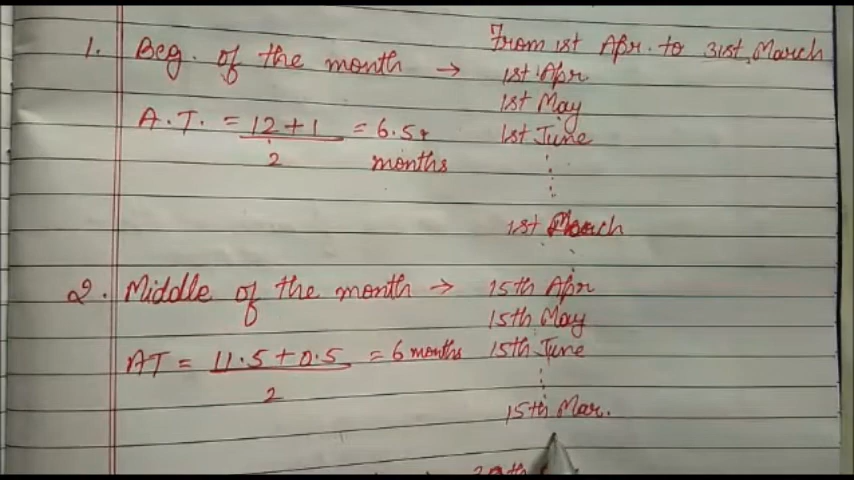 From 1st Apr. to 31st March
1. Beg. of the month → 1st Apr
1st May
A.T. = 12 + 1 / 2 = 6.5 months
1st June
1st March
2. Middle of the month → 15th Apr
15th May
AT = 11.5 + 0.5 / 2 = 6 months
15th June
15th Mar.